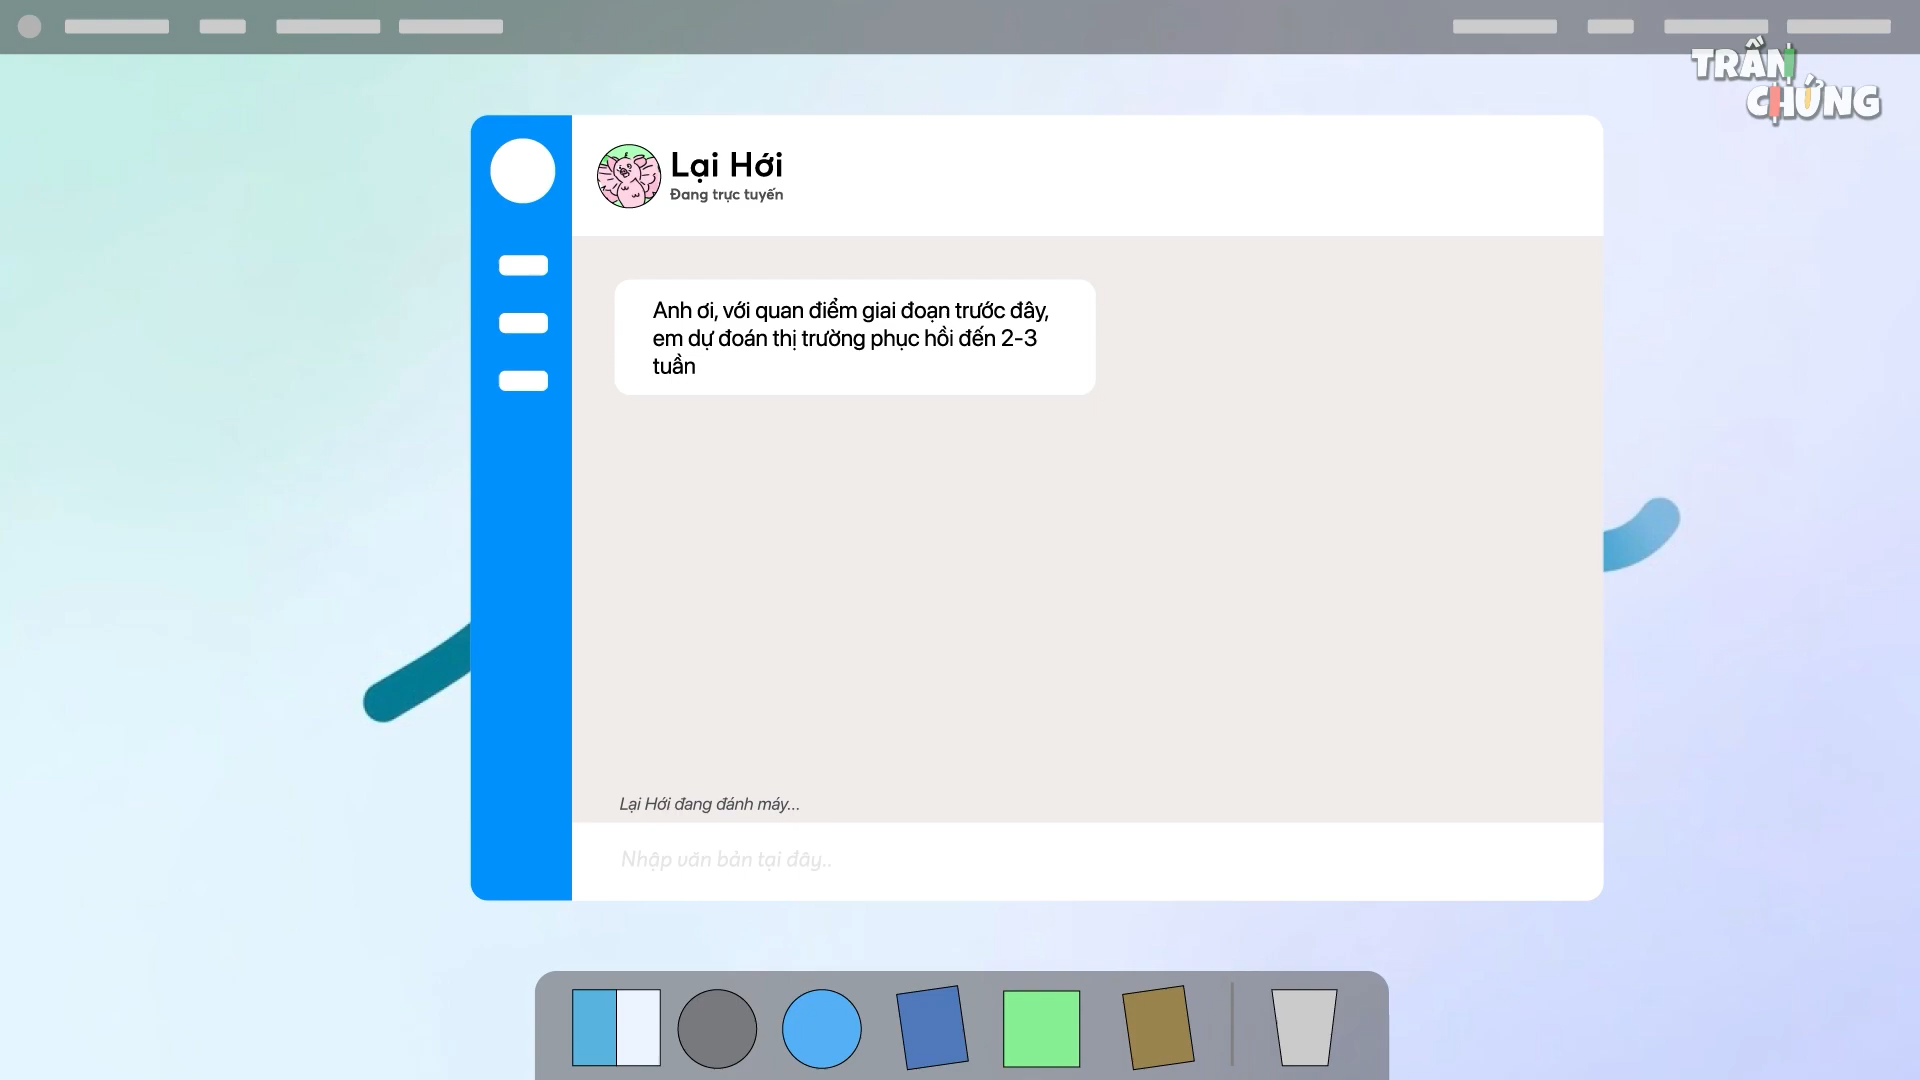 TRẦN
CHỨNG
Lại Hới
Đang trực tuyến
Anh ơi, với quan điểm giai đoạn trước đây,
em dự đoán thị trường phục hồi đến 2-3
tuần
Lại Hới đang đánh máy...
Nhập văn bản tại đây..